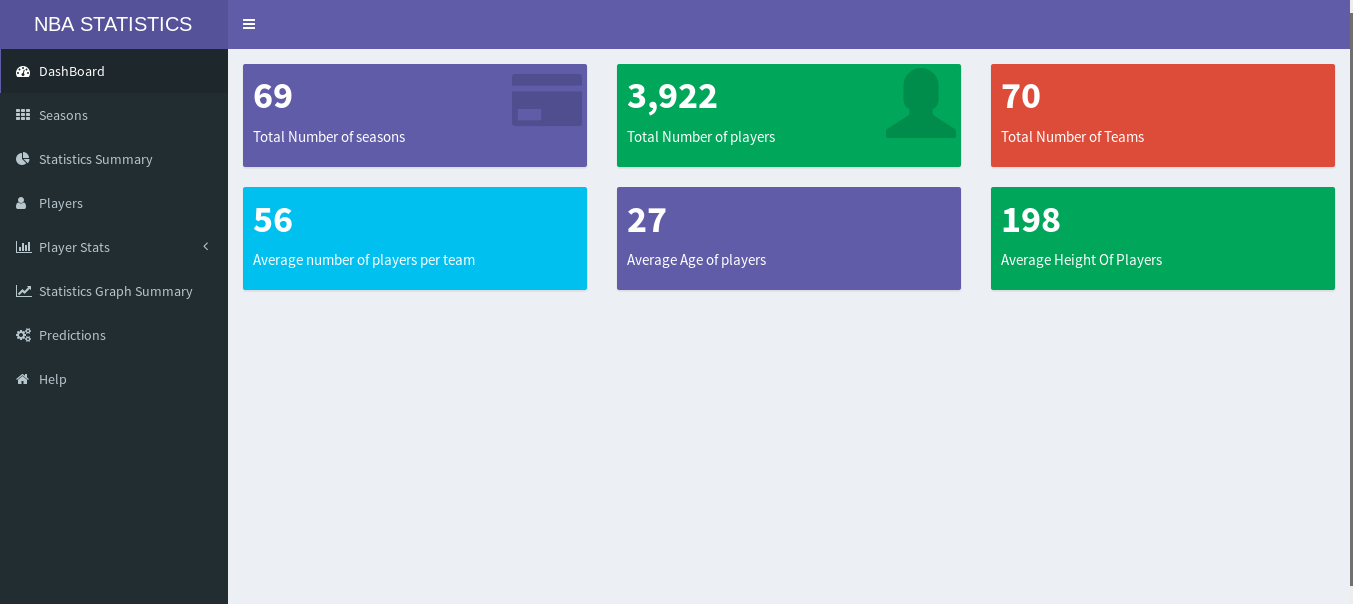 NBA STATISTICS
DashBoard
Seasons
Statistics Summary
Players
Player Stats
Statistics Graph Summary
Predictions
Help
69
Total Number of seasons
3,922
Total Number of players
70
Total Number of Teams
56
Average number of players per team
27
Average Age of players
198
Average Height Of Players